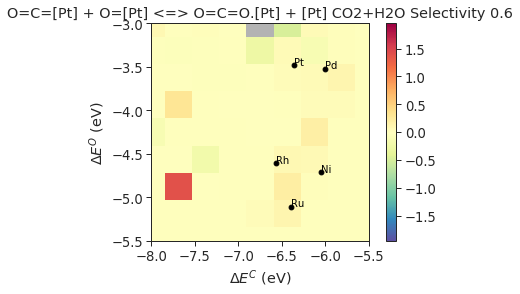 O=C=[Pt] + O=[Pt] <=> O=C=O.[Pt] + [Pt] CO2+H2O Selectivity 0.6
−3.0
−3.5
−4.0
−4.5
−5.0
−5.5
ΔE^O (eV)
Pt
Pd
Rh
Ni
Ru
−8.0 −7.5 −7.0 −6.5 −6.0 −5.5
ΔE^C (eV)
1.5
1.0
0.5
0.0
−0.5
−1.0
−1.5